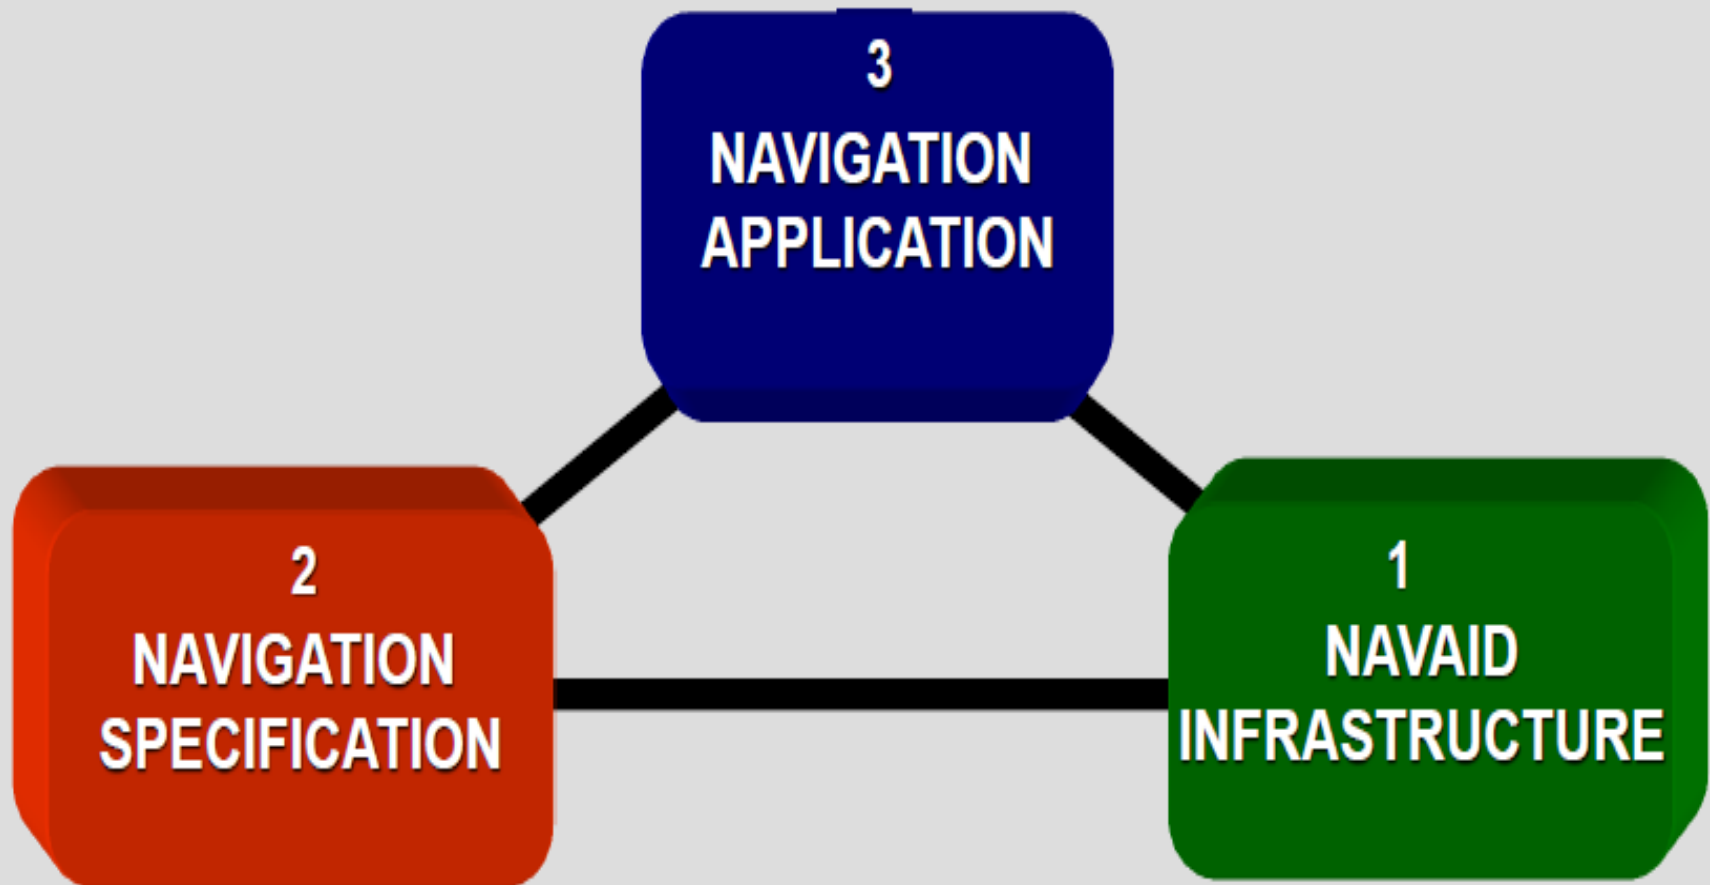 3
NAVIGATION
APPLICATION
2
NAVIGATION
SPECIFICATION
1
NAVAID
INFRASTRUCTURE